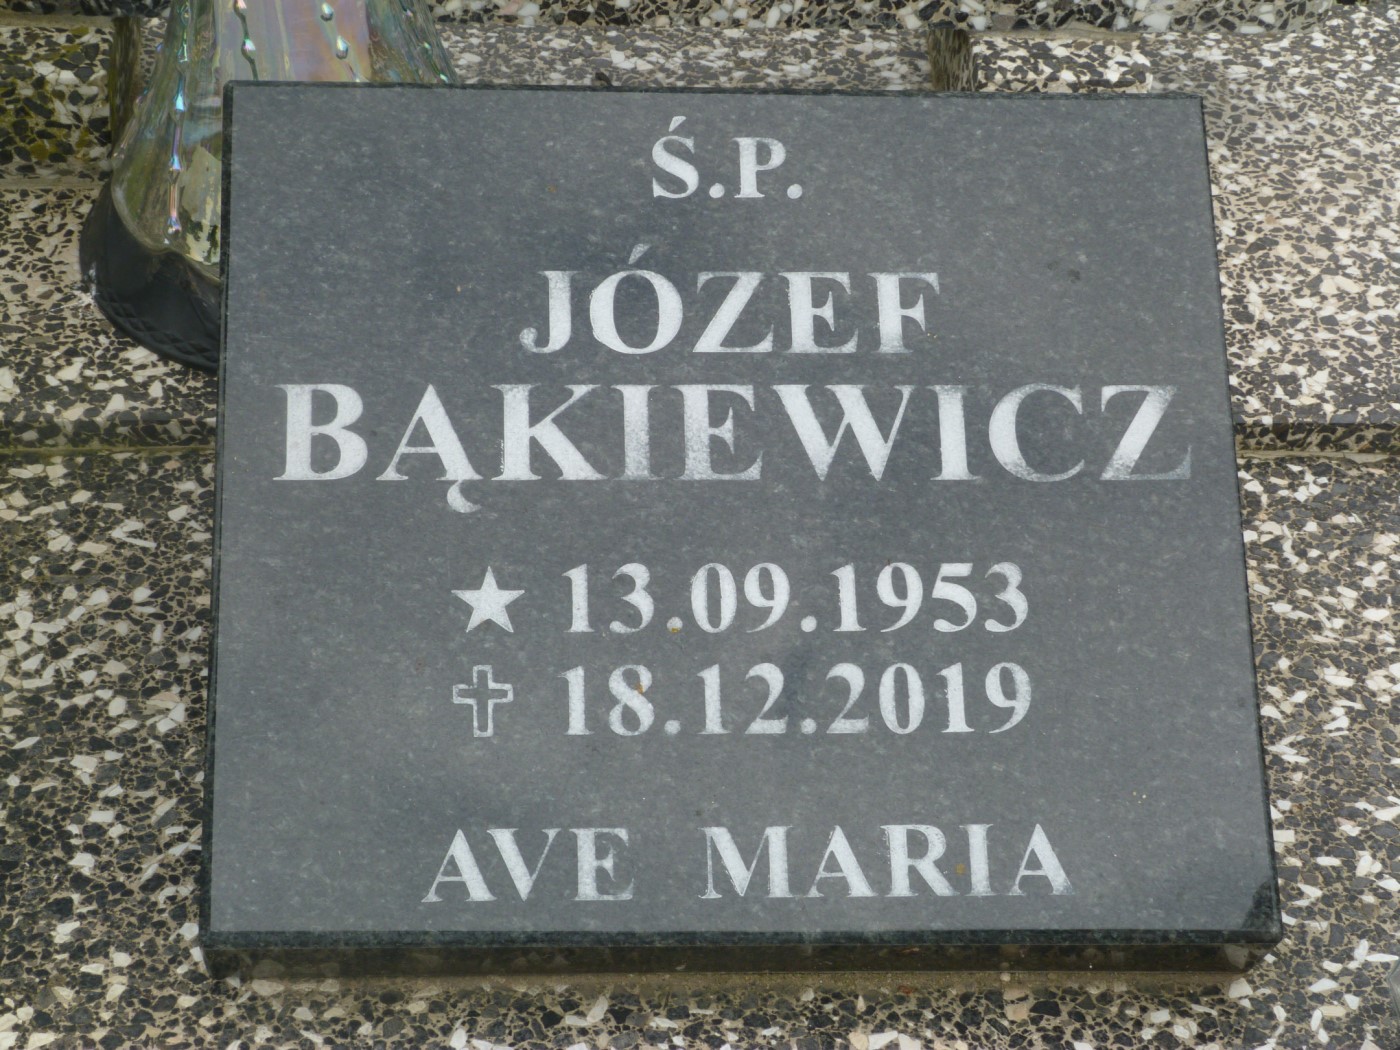 Ś.P.
JÓZEF
BĄKIEWICZ
★ 13.09.1953
✝ 18.12.2019
AVE MARIA